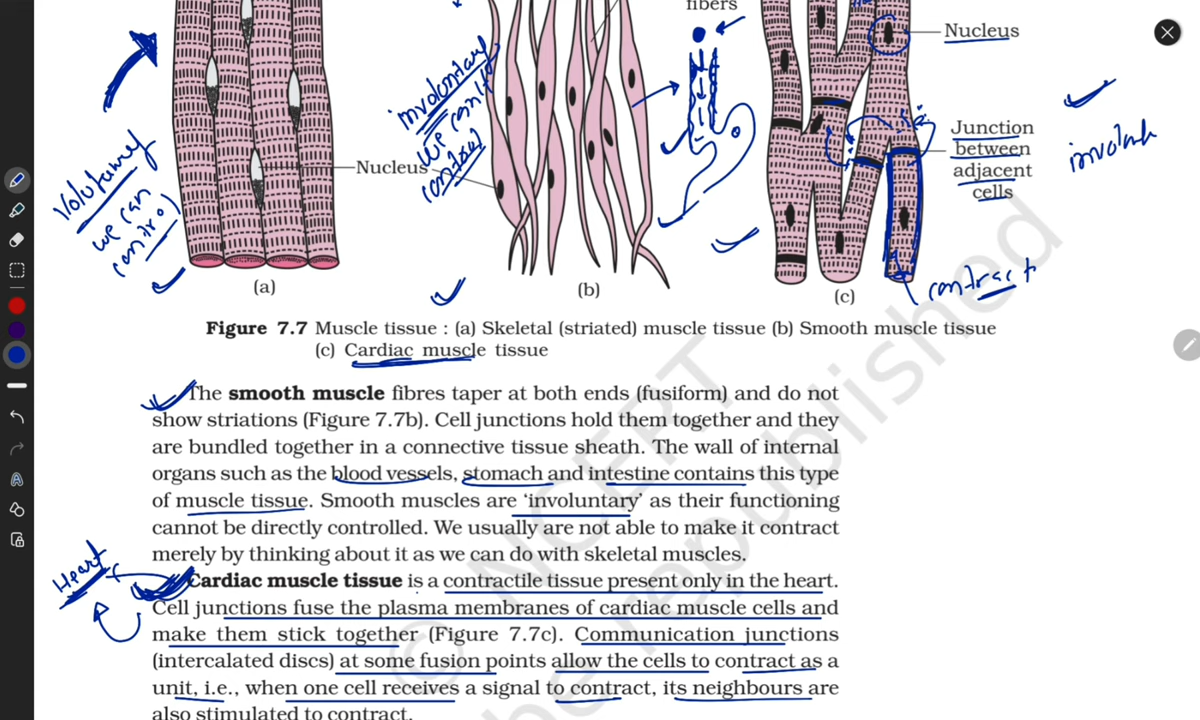 fibers
Nucleus
Junction
between
adjacent
cells
involuntary
we can't
control
Voluntary
we can
control
Nucleus
contract
(a)
(b)
(c)
Figure 7.7 Muscle tissue : (a) Skeletal (striated) muscle tissue (b) Smooth muscle tissue
(c) Cardiac muscle tissue
The smooth muscle fibres taper at both ends (fusiform) and do not
show striations (Figure 7.7b). Cell junctions hold them together and they
are bundled together in a connective tissue sheath. The wall of internal
organs such as the blood vessels, stomach and intestine contains this type
of muscle tissue. Smooth muscles are ‘involuntary’ as their functioning
cannot be directly controlled. We usually are not able to make it contract
merely by thinking about it as we can do with skeletal muscles.
Heart
Cardiac muscle tissue is a contractile tissue present only in the heart.
Cell junctions fuse the plasma membranes of cardiac muscle cells and
make them stick together (Figure 7.7c). Communication junctions
(intercalated discs) at some fusion points allow the cells to contract as a
unit, i.e., when one cell receives a signal to contract, its neighbours are
also stimulated to contract.
© NCERT
be republished